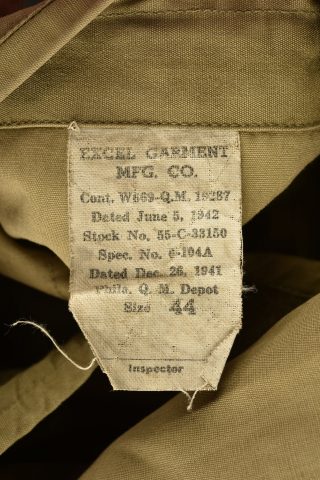 EXCEL GARMENT
MFG. CO.
Cont. W669-Q.M. 19287
Dated June 5, 1942
Stock No. 55-C-33150
Spec. No. 6-104A
Dated Dec. 26, 1941
Phila. Q. M. Depot
Size 44
Inspector